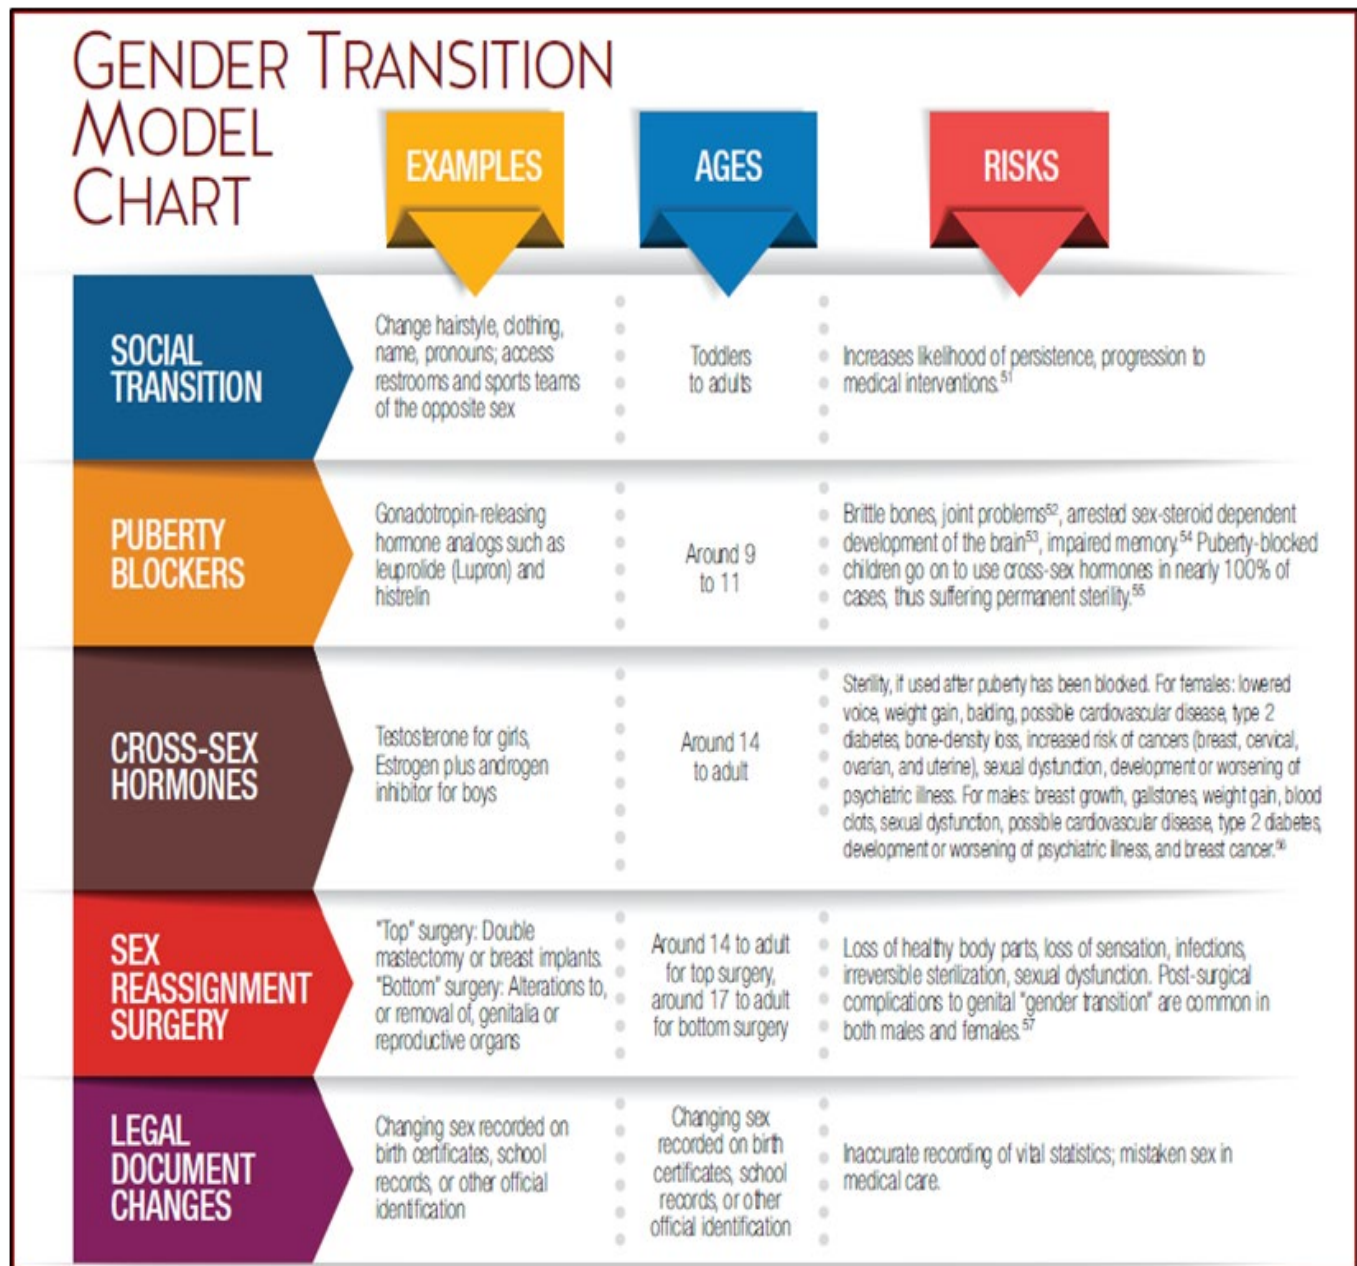 GENDER TRANSITION
MODEL
CHART
EXAMPLES
AGES
RISKS
SOCIAL
TRANSITION
Change hairstyle, clothing,
name, pronouns; access
restrooms and sports teams
of the opposite sex
Toddlers
to adults
Increases likelihood of persistence, progression to
medical interventions.51
PUBERTY
BLOCKERS
Gonadotropin-releasing
hormone analogs such as
leuprolide (Lupron) and
histrelin
Around 9
to 11
Brittle bones, joint problems52, arrested sex-steroid dependent
development of the brain53, impaired memory.54 Puberty-blocked
children go on to use cross-sex hormones in nearly 100% of
cases, thus suffering permanent sterility.55
CROSS-SEX
HORMONES
Testosterone for girls,
Estrogen plus androgen
inhibitor for boys
Around 14
to adult
Sterility, if used after puberty has been blocked. For females: lowered
voice, weight gain, balding, possible cardiovascular disease, type 2
diabetes, bone-density loss, increased risk of cancers (breast, cervical,
ovarian, and uterine), sexual dysfunction, development or worsening of
psychiatric illness. For males: breast growth, gallstones, weight gain, blood
clots, sexual dysfunction, possible cardiovascular disease, type 2 diabetes,
development or worsening of psychiatric illness, and breast cancer.56
SEX
REASSIGNMENT
SURGERY
"Top" surgery: Double
mastectomy or breast implants.
"Bottom" surgery: Alterations to,
or removal of, genitalia or
reproductive organs
Around 14 to adult
for top surgery,
around 17 to adult
for bottom surgery
Loss of healthy body parts, loss of sensation, infections,
irreversible sterilization, sexual dysfunction. Post-surgical
complications to genital "gender transition" are common in
both males and females.57
LEGAL
DOCUMENT
CHANGES
Changing sex recorded on
birth certificates, school
records, or other official
identification
Changing sex
recorded on birth
certificates, school
records, or other
official identification
Inaccurate recording of vital statistics; mistaken sex in
medical care.